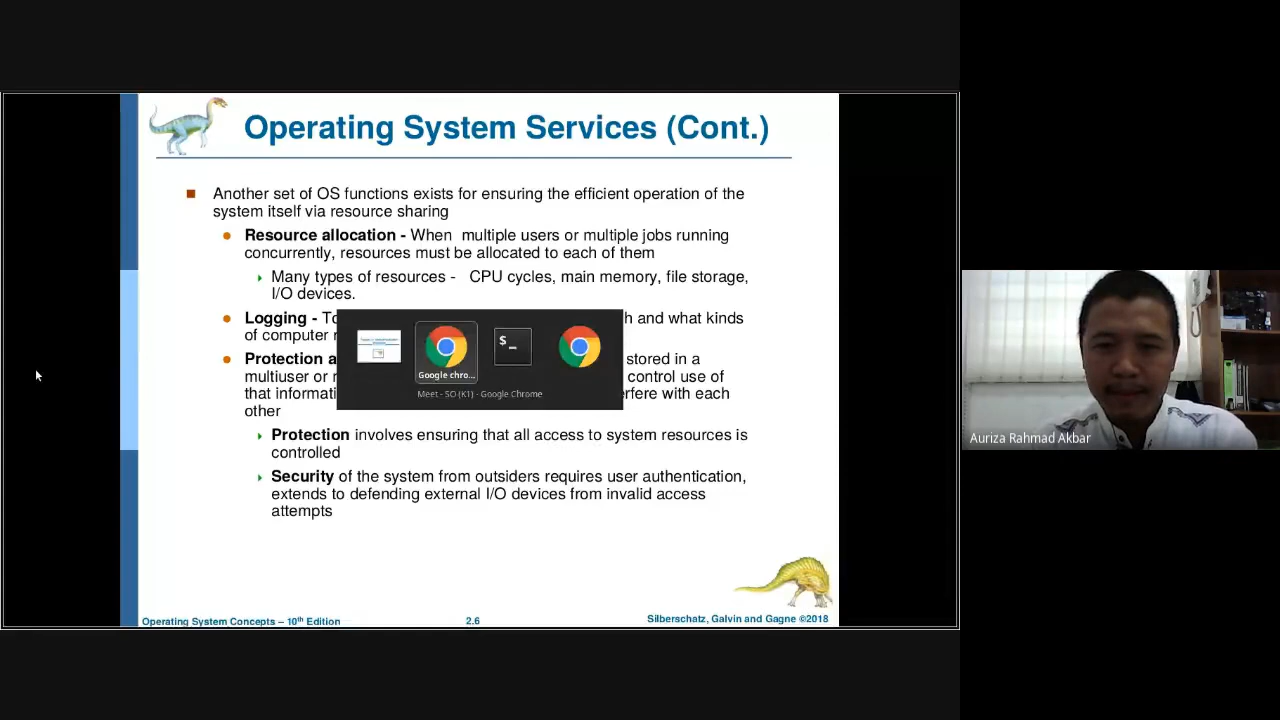 Operating System Services (Cont.)
Another set of OS functions exists for ensuring the efficient operation of the
system itself via resource sharing
Resource allocation - When multiple users or multiple jobs running
concurrently, resources must be allocated to each of them
Many types of resources - CPU cycles, main memory, file storage,
I/O devices.
Logging - h and what kinds
of computer
Protection stored in a
multiuser or control use of
that with each
other
Protection involves ensuring that all access to system resources is
controlled
Security of the system from outsiders requires user authentication,
extends to defending external I/O devices from invalid access
attempts
$_
Google chro...
Meet - SO (K1) - Google Chrome
Operating System Concepts – 10th Edition
2.6
Silberschatz, Galvin and Gagne ©2018
Auriza Rahmad Akbar